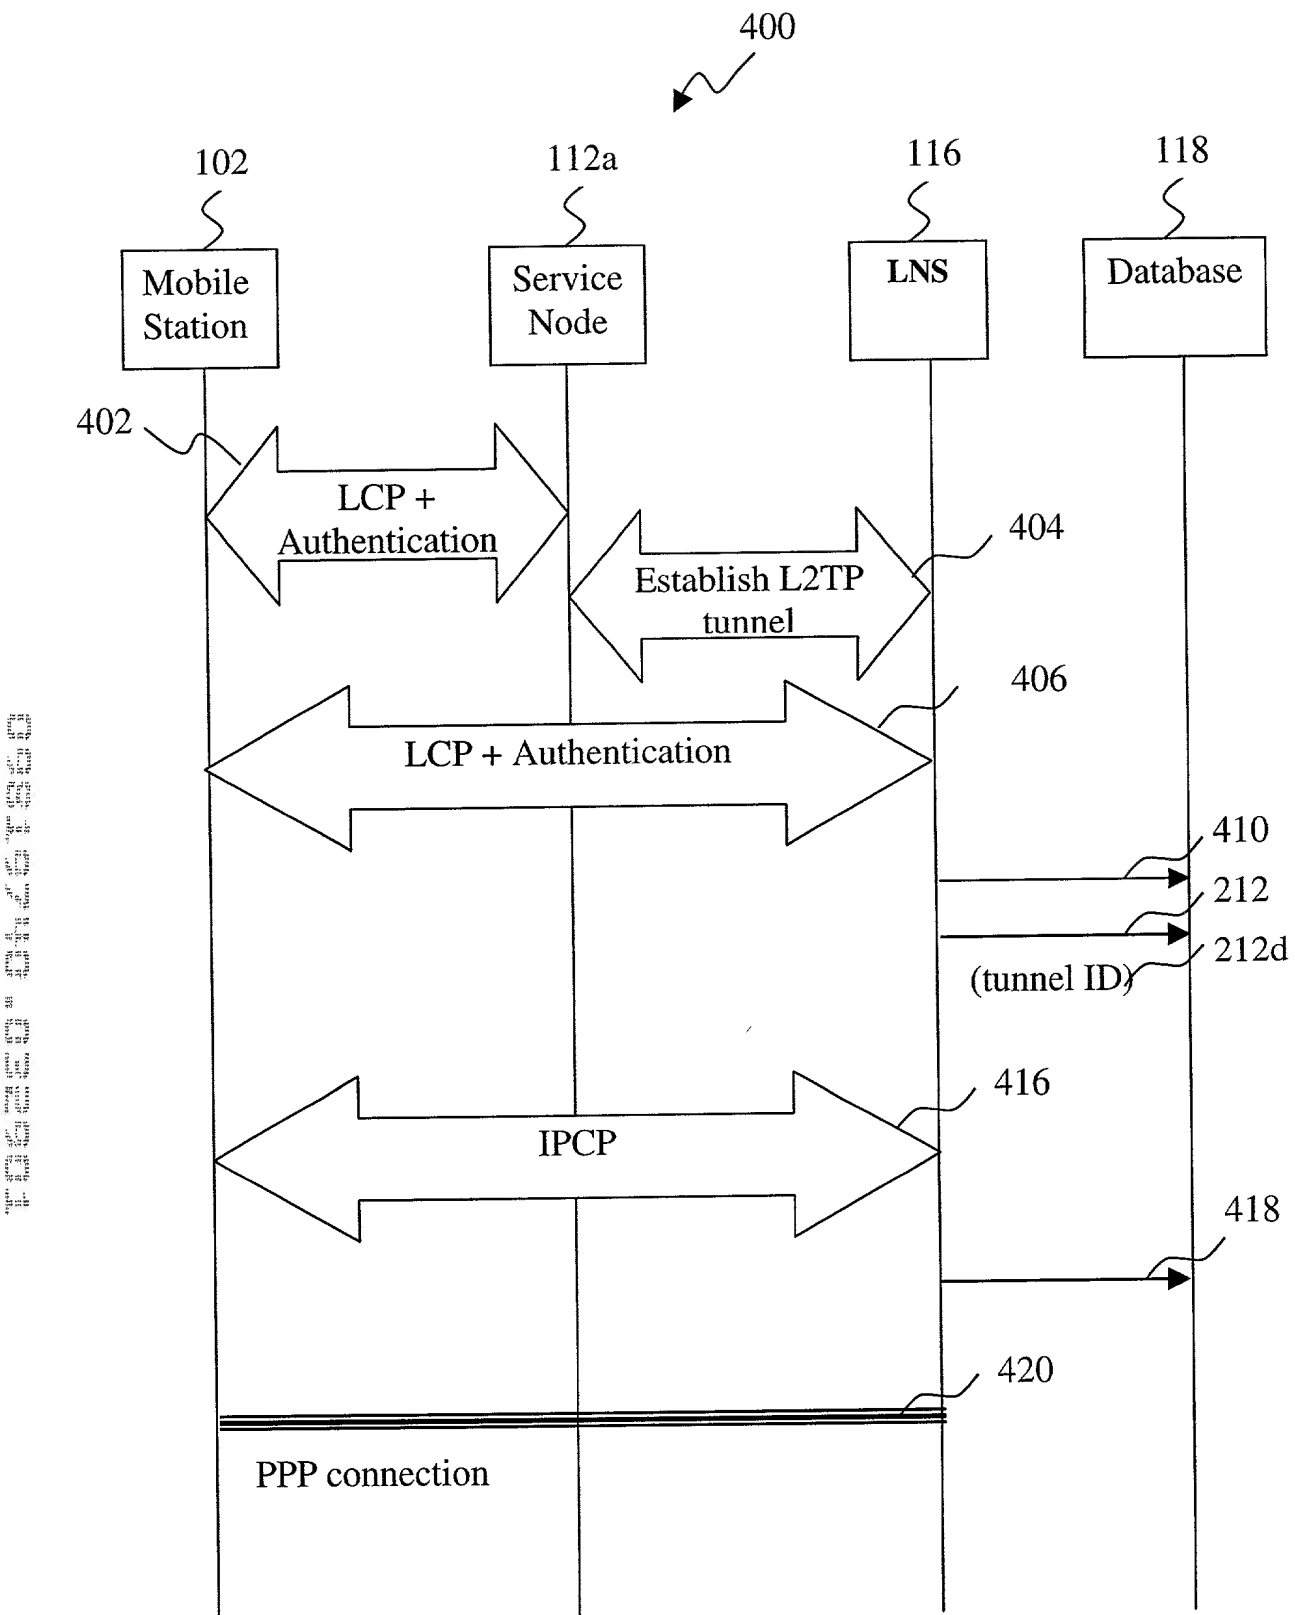 400
102
112a
116
118
Mobile
Station
Service
Node
LNS
Database
402
LCP +
Authentication
404
Establish L2TP
tunnel
406
LCP + Authentication
410
212
212d
(tunnel ID)
416
IPCP
418
420
PPP connection